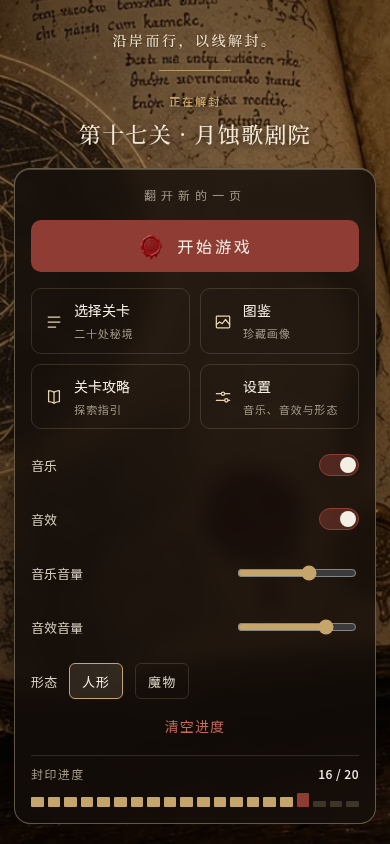 沿岸而行，以线解封。
正在解封
第十七关 · 月蚀歌剧院
翻开新的一页
开始游戏
选择关卡
二十处秘境
图鉴
珍藏画像
关卡攻略
探索指引
设置
音乐、音效与形态
音乐
音效
音乐音量
音效音量
形态 人形 魔物
清空进度
封印进度 16 / 20